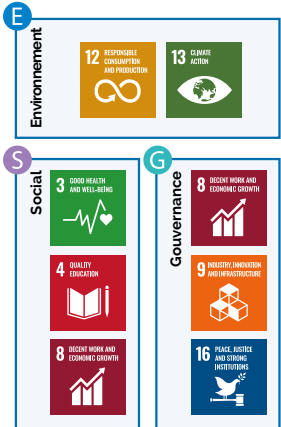 E
Environnement
12 RESPONSIBLE
CONSUMPTION
AND PRODUCTION
13 CLIMATE
ACTION
S
Social
3 GOOD HEALTH
AND WELL-BEING
4 QUALITY
EDUCATION
8 DECENT WORK AND
ECONOMIC GROWTH
G
Gouvernance
8 DECENT WORK AND
ECONOMIC GROWTH
9 INDUSTRY, INNOVATION
AND INFRASTRUCTURE
16 PEACE, JUSTICE
AND STRONG
INSTITUTIONS